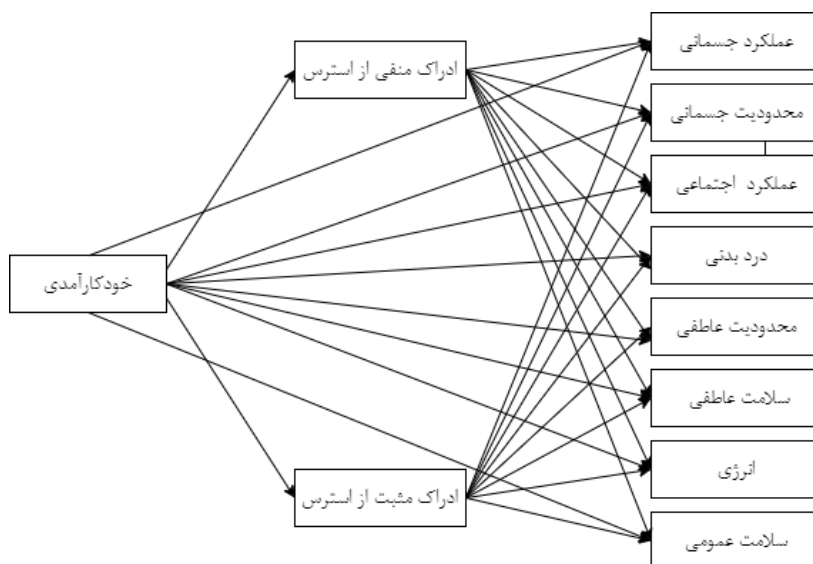 عملکرد جسمانی
ادراک منفی از استرس
محدودیت جسمانی
عملکرد اجتماعی
درد بدنی
خودکارآمدی
محدودیت عاطفی
سلامت عاطفی
انرژی
ادراک مثبت از استرس
سلامت عمومی